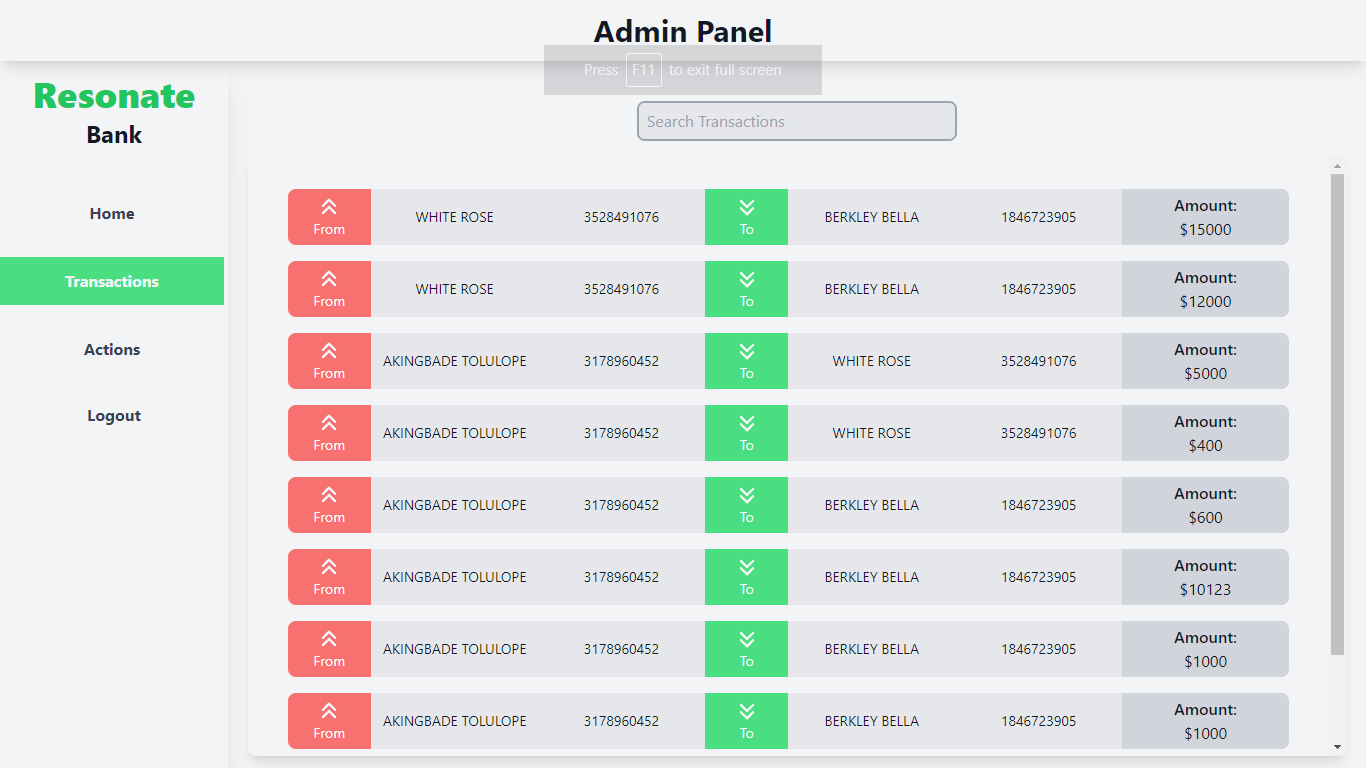 Admin Panel
Press F11 to exit full screen
Resonate
Bank
Search Transactions
Home
Transactions
Actions
Logout
From WHITE ROSE 3528491076 To BERKLEY BELLA 1846723905 Amount:
$15000
From WHITE ROSE 3528491076 To BERKLEY BELLA 1846723905 Amount:
$12000
From AKINGBADE TOLULOPE 3178960452 To WHITE ROSE 3528491076 Amount:
$5000
From AKINGBADE TOLULOPE 3178960452 To WHITE ROSE 3528491076 Amount:
$400
From AKINGBADE TOLULOPE 3178960452 To BERKLEY BELLA 1846723905 Amount:
$600
From AKINGBADE TOLULOPE 3178960452 To BERKLEY BELLA 1846723905 Amount:
$10123
From AKINGBADE TOLULOPE 3178960452 To BERKLEY BELLA 1846723905 Amount:
$1000
From AKINGBADE TOLULOPE 3178960452 To BERKLEY BELLA 1846723905 Amount:
$1000